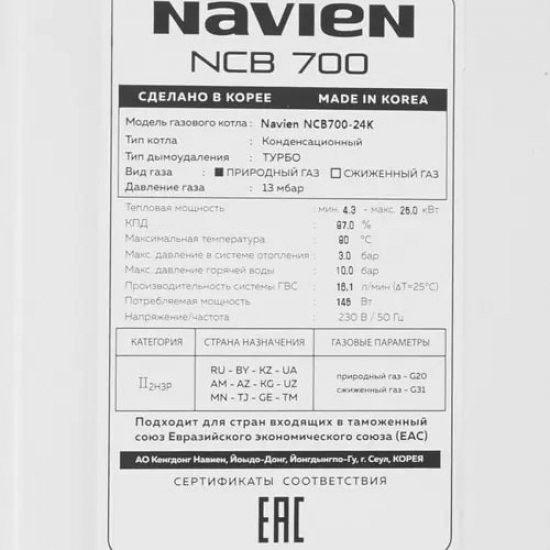 NAVIEN
NCB 700
СДЕЛАНО В КОРЕЕ MADE IN KOREA
Модель газового котла : Navien NCB700-24K
Тип котла : Конденсационный
Тип дымоудаления : ТУРБО
Вид газа : ПРИРОДНЫЙ ГАЗ СЖИЖЕННЫЙ ГАЗ
Давление газа : 13 мбар
Тепловая мощность : мин. 4.3 - макс. 25.0 кВт
КПД : 97.0 %
Максимальная температура : 90 °C
Макс. давление в системе отопления : 3.0 бар
Макс. давление горячей воды : 10.0 бар
Производительность системы ГВС : 16.1 л/мин (ΔT=25°C)
Потребляемая мощность : 145 Вт
Напряжение/частота : 230 В / 50 Гц
КАТЕГОРИЯ СТРАНА НАЗНАЧЕНИЯ ГАЗОВЫЕ ПАРАМЕТРЫ
II2H3P
RU - BY - KZ - UA
AM - AZ - KG - UZ
MN - TJ - GE - TM
природный газ - G20
сжиженный газ - G31
Подходит для стран входящих в таможенный
союз Евразийского экономического союза (ЕАС)
АО Кенгдонг Навиен, Йоыдо-Донг, Йонгдынгпо-Гу, г. Сеул, КОРЕЯ
СЕРТИФИКАТЫ СООТВЕТСТВИЯ
EAC